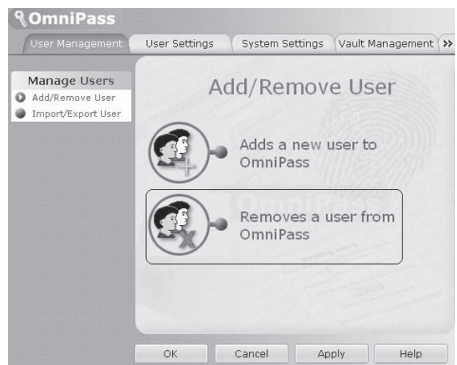 OmniPass
User Management
User Settings
System Settings
Vault Management
Manage Users
Add/Remove User
Import/Export User
Add/Remove User
Adds a new user to
OmniPass
Removes a user from
OmniPass
OmniPass
OK
Cancel
Apply
Help